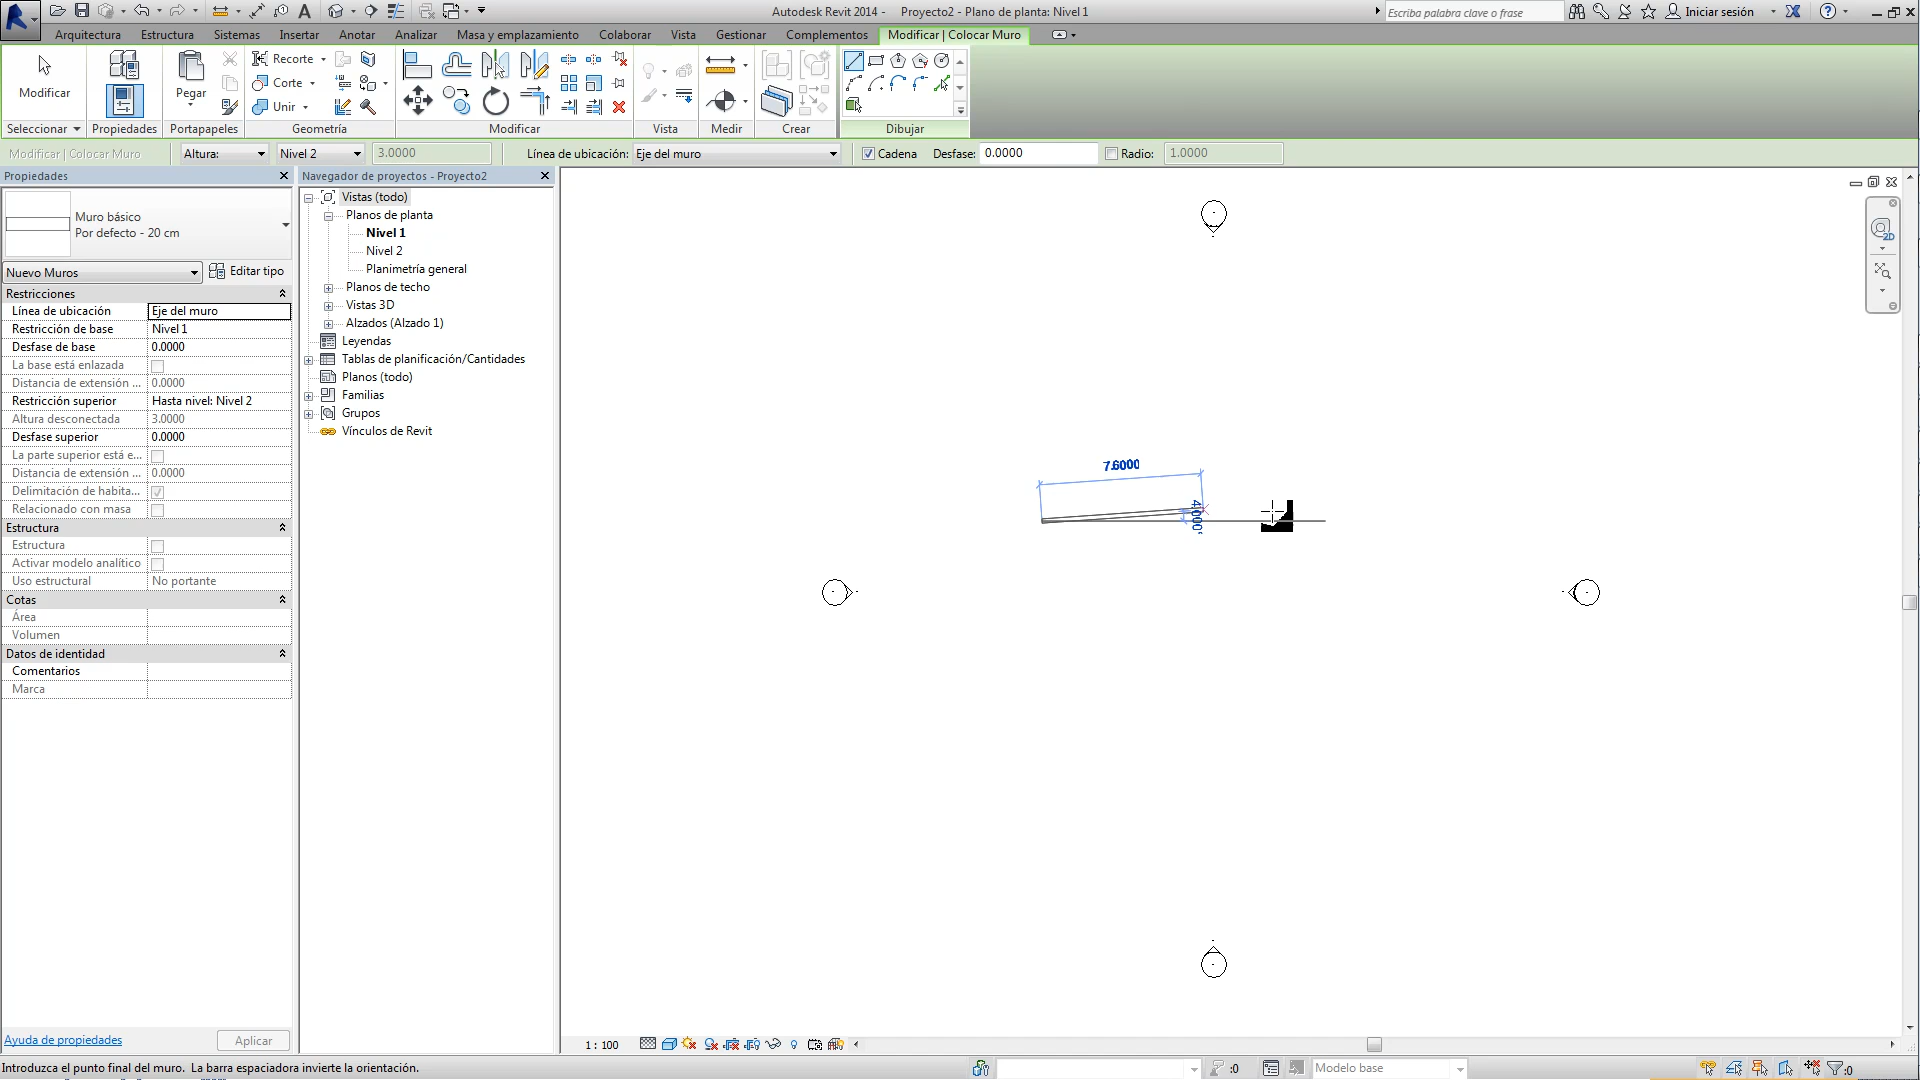 Autodesk Revit 2014 - Proyecto2 - Plano de planta: Nivel 1
Escriba palabra clave o frase
Iniciar sesión
Arquitectura Estructura Sistemas Insertar Anotar Analizar Masa y emplazamiento Colaborar Vista Gestionar Complementos Modificar | Colocar Muro
Modificar
Pegar
Recorte
Corte
Unir
Seleccionar Propiedades Portapapeles Geometría Modificar Vista Medir Crear Dibujar
Modificar | Colocar Muro Altura: Nivel 2 3.0000 Línea de ubicación: Eje del muro Cadena Desfase: 0.0000 Radio: 1.0000
Propiedades
Muro básico
Por defecto - 20 cm
Nuevo Muros Editar tipo
Restricciones
Línea de ubicación Eje del muro
Restricción de base Nivel 1
Desfase de base 0.0000
La base está enlazada
Distancia de extensión ... 0.0000
Restricción superior Hasta nivel: Nivel 2
Altura desconectada 3.0000
Desfase superior 0.0000
La parte superior está e...
Distancia de extensión ... 0.0000
Delimitación de habita...
Relacionado con masa
Estructura
Estructura
Activar modelo analítico
Uso estructural No portante
Cotas
Área
Volumen
Datos de identidad
Comentarios
Marca
Ayuda de propiedades Aplicar
Navegador de proyectos - Proyecto2
Vistas (todo)
Planos de planta
Nivel 1
Nivel 2
Planimetría general
Planos de techo
Vistas 3D
Alzados (Alzado 1)
Leyendas
Tablas de planificación/Cantidades
Planos (todo)
Familias
Grupos
Vínculos de Revit
2D
7.6000
1 : 100
Introduzca el punto final del muro. La barra espaciadora invierte la orientación.
:0
Modelo base
:0